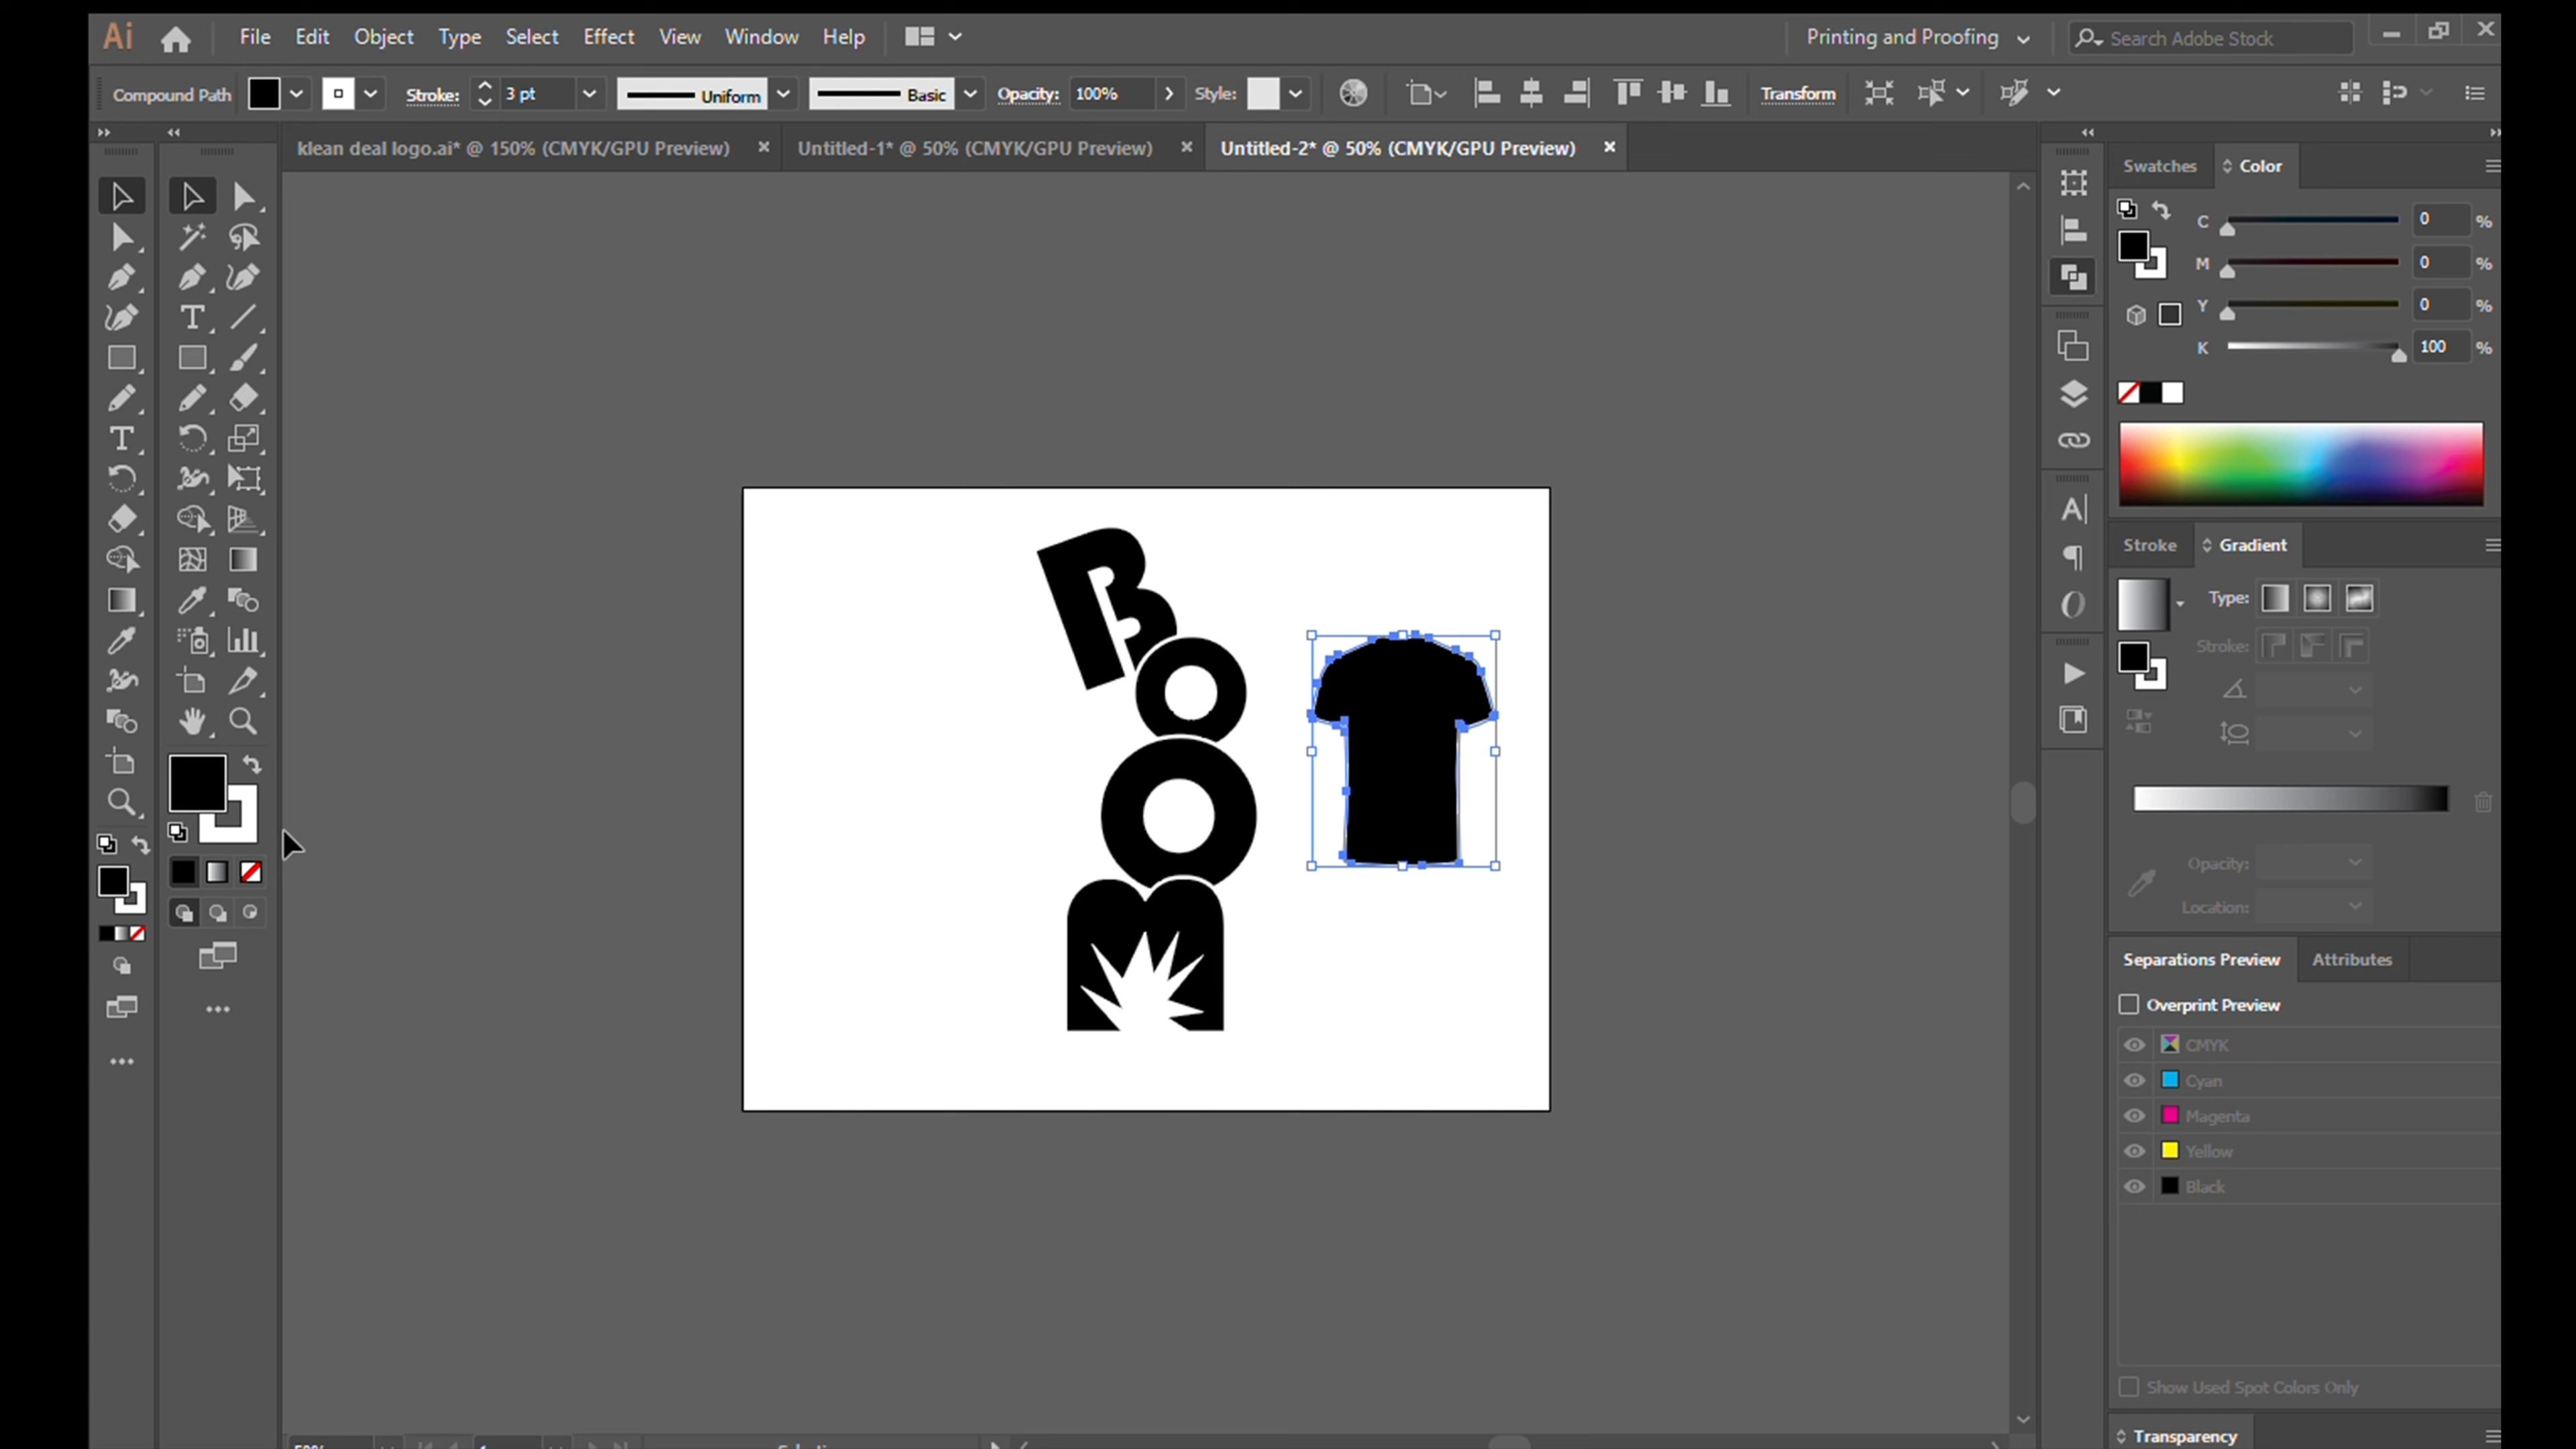 Ai File Edit Object Type Select Effect View Window Help Printing and Proofing Search Adobe Stock
Compound Path Stroke: 3 pt Uniform Basic Opacity: 100% Style: Transform
klean deal logo.ai* @ 150% (CMYK/GPU Preview) Untitled-1* @ 50% (CMYK/GPU Preview) Untitled-2* @ 50% (CMYK/GPU Preview)
Swatches Color
C 0 %
M 0 %
Y 0 %
K 100 %
Stroke Gradient
Type:
Stroke:
Opacity:
Location:
BOOM
Separations Preview Attributes
Overprint Preview
CMYK
Cyan
Magenta
Yellow
Black
Show Used Spot Colors Only
Transparency